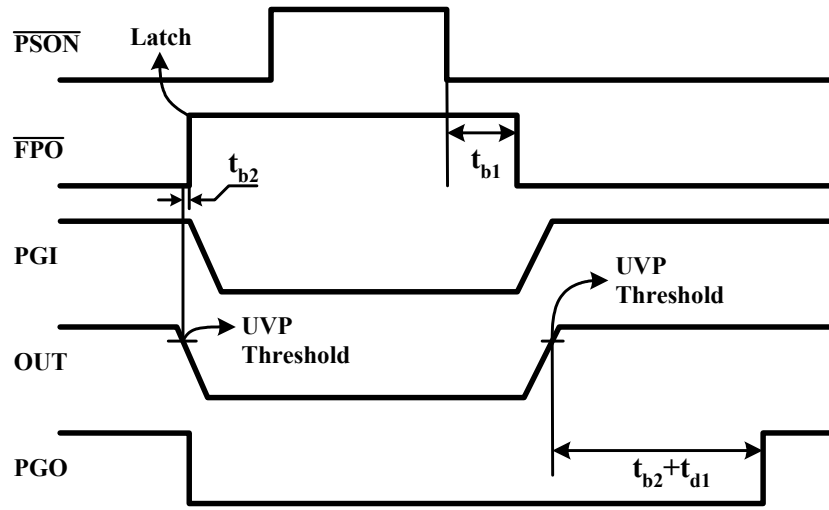 PSON
Latch
FPO
tb1
tb2
PGI
UVP
Threshold
UVP
Threshold
OUT
PGO
tb2+td1